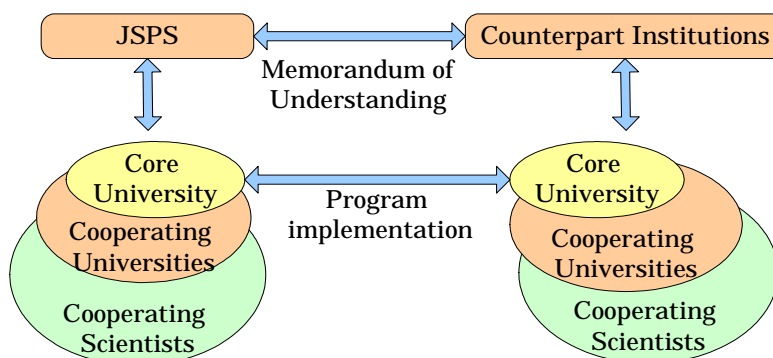 JSPS
Counterpart Institutions
Memorandum of
Understanding
Core
University
Cooperating
Universities
Cooperating
Scientists
Program
implementation
Core
University
Cooperating
Universities
Cooperating
Scientists